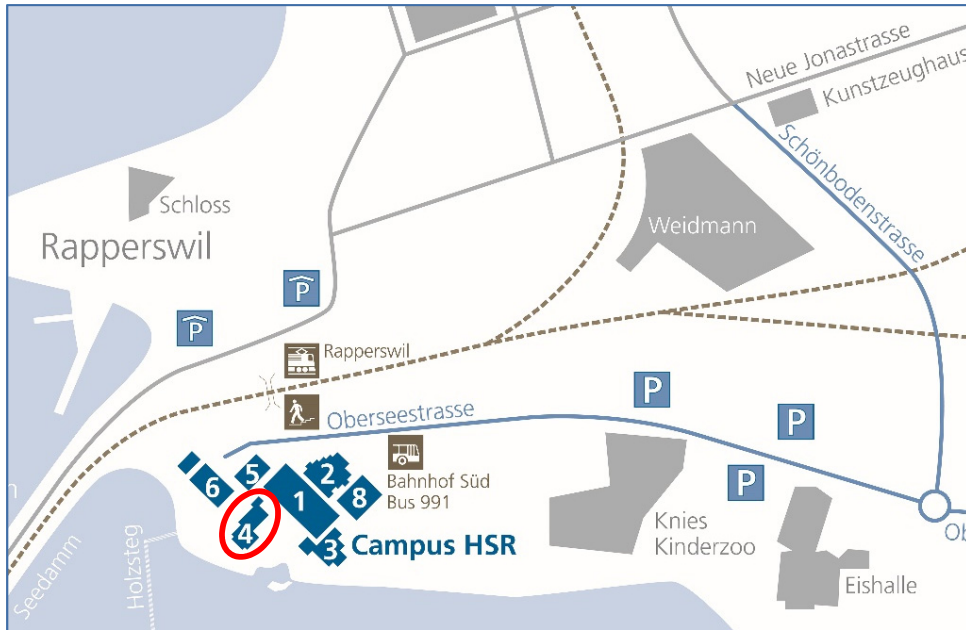 Neue Jonastrasse
Kunstzeughaus
Schönbodenstrasse
Schloss
Rapperswil
Weidmann
P
P
Rapperswil
P
Oberseestrasse
P
Bahnhof Süd
Bus 991
P
6
5
1
2
8
4
3
Campus HSR
Knies
Kinderzoo
Eishalle
Ob
Seedamm
Holzsteg
n